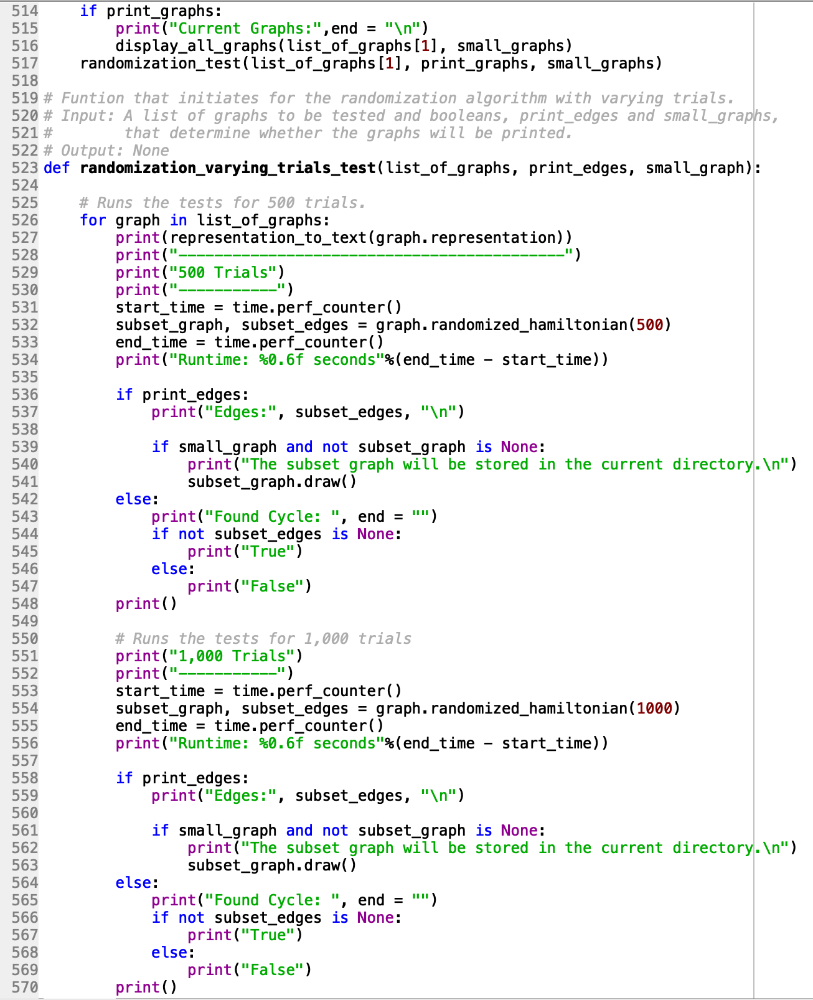 514     if print_graphs:
515         print("Current Graphs:",end = "\n")
516         display_all_graphs(list_of_graphs[1], small_graphs)
517     randomization_test(list_of_graphs[1], print_graphs, small_graphs)
518
519 # Funtion that initiates for the randomization algorithm with varying trials.
520 # Input: A list of graphs to be tested and booleans, print_edges and small_graphs,
521 #        that determine whether the graphs will be printed.
522 # Output: None
523 def randomization_varying_trials_test(list_of_graphs, print_edges, small_graph):
524
525     # Runs the tests for 500 trials.
526     for graph in list_of_graphs:
527         print(representation_to_text(graph.representation))
528         print("-------------------------------------------")
529         print("500 Trials")
530         print("-----------")
531         start_time = time.perf_counter()
532         subset_graph, subset_edges = graph.randomized_hamiltonian(500)
533         end_time = time.perf_counter()
534         print("Runtime: %0.6f seconds"%(end_time - start_time))
535
536         if print_edges:
537             print("Edges:", subset_edges, "\n")
538
539             if small_graph and not subset_graph is None:
540                 print("The subset graph will be stored in the current directory.\n")
541                 subset_graph.draw()
542         else:
543             print("Found Cycle: ", end = "")
544             if not subset_edges is None:
545                 print("True")
546             else:
547                 print("False")
548         print()
549
550         # Runs the tests for 1,000 trials
551         print("1,000 Trials")
552         print("-----------")
553         start_time = time.perf_counter()
554         subset_graph, subset_edges = graph.randomized_hamiltonian(1000)
555         end_time = time.perf_counter()
556         print("Runtime: %0.6f seconds"%(end_time - start_time))
557
558         if print_edges:
559             print("Edges:", subset_edges, "\n")
560
561             if small_graph and not subset_graph is None:
562                 print("The subset graph will be stored in the current directory.\n")
563                 subset_graph.draw()
564         else:
565             print("Found Cycle: ", end = "")
566             if not subset_edges is None:
567                 print("True")
568             else:
569                 print("False")
570         print()